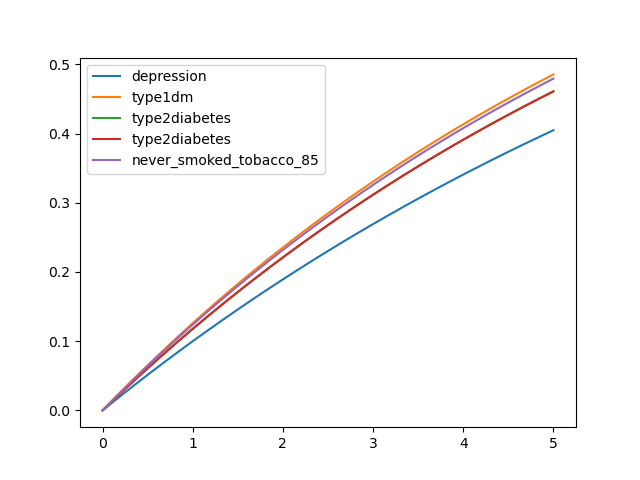 0.5
0.4
0.3
0.2
0.1
0.0
depression
type1dm
type2diabetes
type2diabetes
never_smoked_tobacco_85
0 1 2 3 4 5